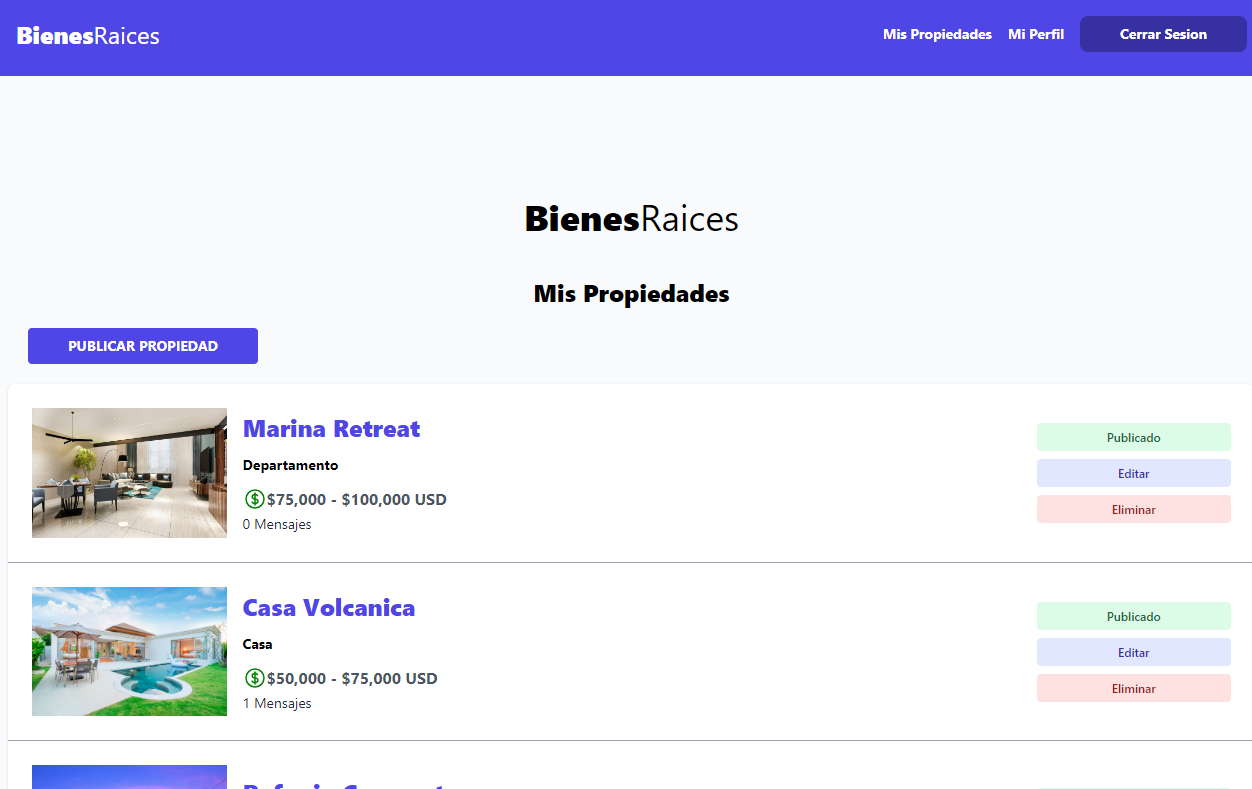 BienesRaices
Mis Propiedades
Mi Perfil
Cerrar Sesion
BienesRaices
Mis Propiedades
PUBLICAR PROPIEDAD
Marina Retreat
Departamento
$75,000 - $100,000 USD
0 Mensajes
Publicado
Editar
Eliminar
Casa Volcanica
Casa
$50,000 - $75,000 USD
1 Mensajes
Publicado
Editar
Eliminar